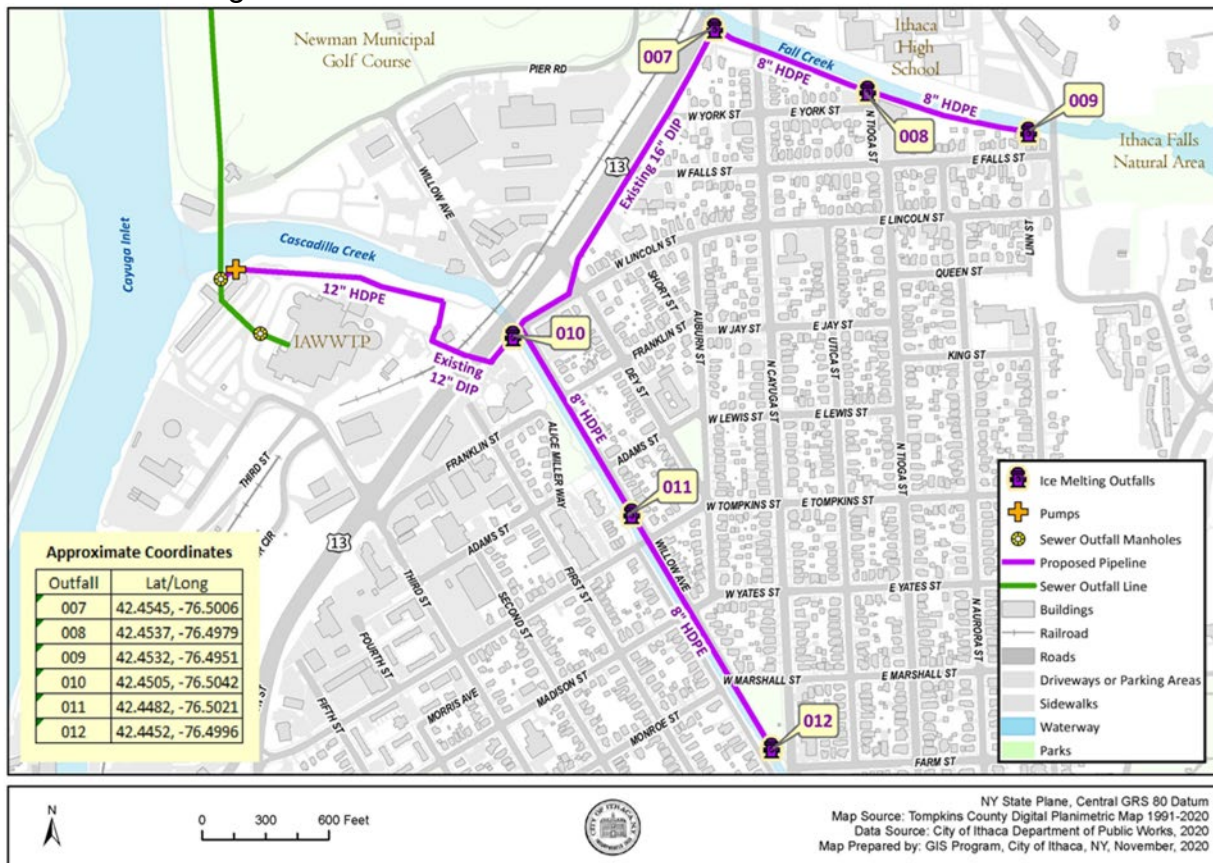 Newman Municipal
Golf Course
PIER RD
007
Fall Creek
Ithaca
High
School
8" HDPE
8" HDPE
009
008
Ithaca Falls
Natural Area
W YORK ST
E YORK ST
N TIOGA ST
E FALLS ST
W FALLS ST
13
Existing 16" DIP
WILLOW AVE
E LINCOLN ST
W LINCOLN ST
LINN ST
QUEEN ST
Cayuga Inlet
Cascadilla Creek
12" HDPE
IAWWTP
Existing
12" DIP
010
SHORT ST
FRANKLIN ST
AUBURN ST
W JAY ST
E JAY ST
UTICA ST
KING ST
DEY ST
N CAYUGA ST
8" HDPE
W LEWIS ST
E LEWIS ST
ADAMS ST
N TIOGA ST
THIRD ST
FRANKLIN ST
ALICE MILLER WAY
011
W TOMPKINS ST
E TOMPKINS ST
13
ADAMS ST
WILLOW AVE
THIRD ST
SECOND ST
FIRST ST
W YATES ST
E YATES ST
N AURORA ST
8" HDPE
FOURTH ST
FIFTH ST
MORRIS AVE
MADISON ST
MONROE ST
W MARSHALL ST
E MARSHALL ST
012
FARM ST
Approximate Coordinates
Outfall Lat/Long
007 42.4545, -76.5006
008 42.4537, -76.4979
009 42.4532, -76.4951
010 42.4505, -76.5042
011 42.4482, -76.5021
012 42.4452, -76.4996
Ice Melting Outfalls
Pumps
Sewer Outfall Manholes
Proposed Pipeline
Sewer Outfall Line
Buildings
Railroad
Roads
Driveways or Parking Areas
Sidewalks
Waterway
Parks
N
0 300 600 Feet
CITY OF ITHACA
NY State Plane, Central GRS 80 Datum
Map Source: Tompkins County Digital Planimetric Map 1991-2020
Data Source: City of Ithaca Department of Public Works, 2020
Map Prepared by: GIS Program, City of Ithaca, NY, November, 2020